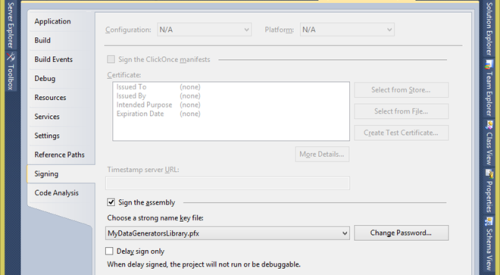 Server Explorer
Toolbox
Application
Build
Build Events
Debug
Resources
Services
Settings
Reference Paths
Signing
Code Analysis
Configuration: N/A Platform: N/A
Sign the ClickOnce manifests
Certificate:
Issued To (none)
Issued By (none)
Intended Purpose (none)
Expiration Date (none)
Select from Store...
Select from File...
Create Test Certificate...
More Details...
Timestamp server URL:
Sign the assembly
Choose a strong name key file:
MyDataGeneratorsLibrary.pfx
Change Password...
Delay sign only
When delay signed, the project will not run or be debuggable.
Solution Explorer
Team Explorer
Class View
Properties
Schema View